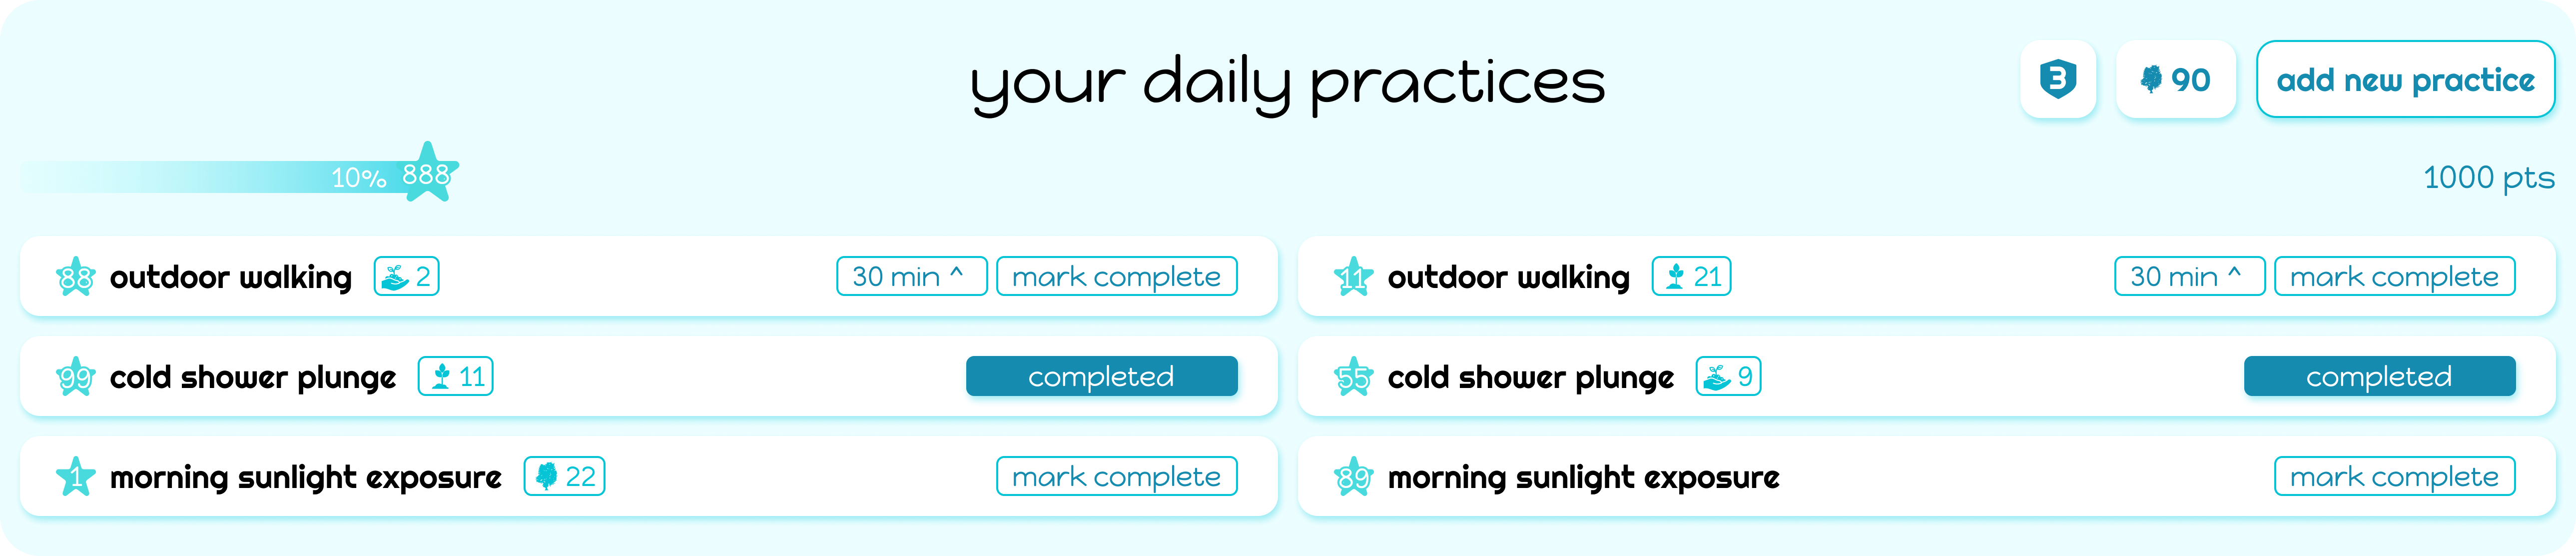 your daily practices
3
90
add new practice
10% 888
1000 pts
88 outdoor walking 2 30 min ^ mark complete
11 outdoor walking 21 30 min ^ mark complete
99 cold shower plunge 11 completed
55 cold shower plunge 9 completed
1 morning sunlight exposure 22 mark complete
89 morning sunlight exposure mark complete